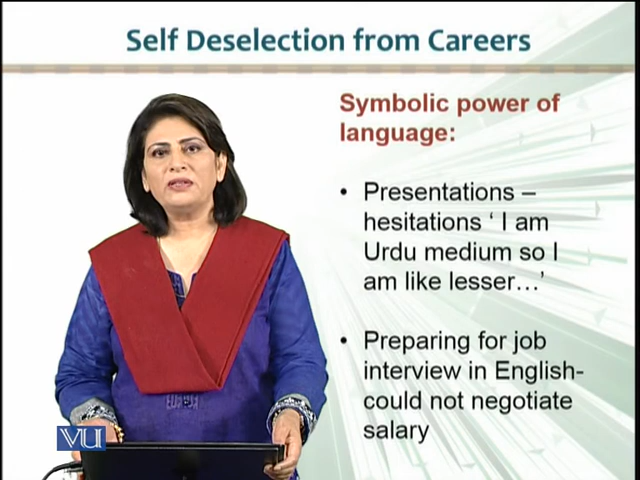 Self Deselection from Careers
Symbolic power of
language:
• Presentations –
hesitations ‘ I am
Urdu medium so I
am like lesser…’
• Preparing for job
interview in English-
could not negotiate
salary
VU